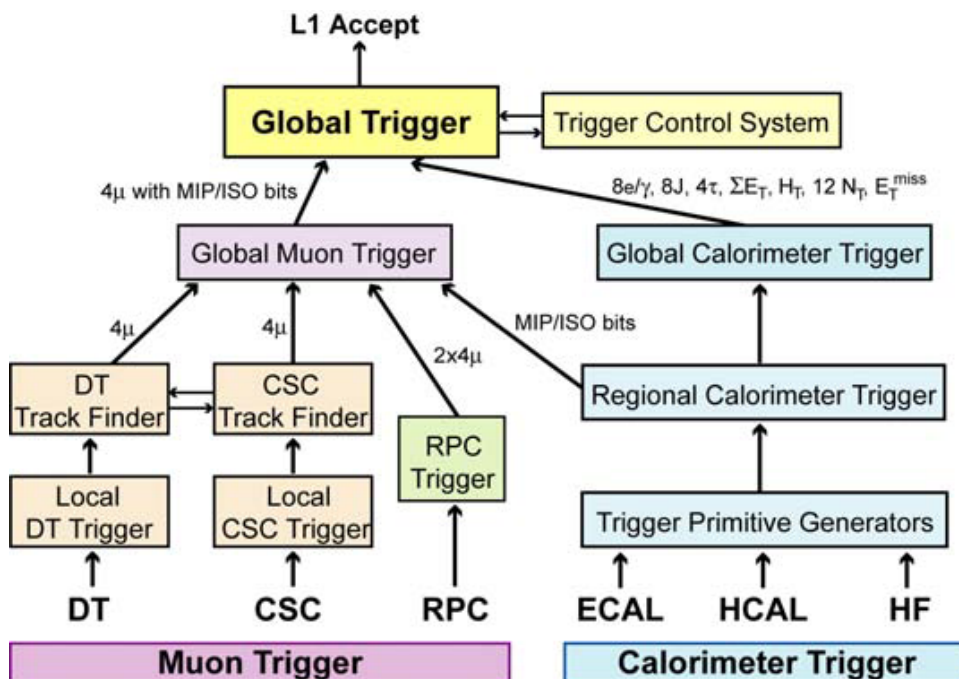 L1 Accept
Global Trigger
Trigger Control System
4μ with MIP/ISO bits
8e/γ, 8J, 4τ, ΣE_T, H_T, 12 N_T, E_T^miss
Global Muon Trigger
Global Calorimeter Trigger
4μ
4μ
MIP/ISO bits
2x4μ
DT
Track Finder
CSC
Track Finder
Regional Calorimeter Trigger
RPC
Trigger
Local
DT Trigger
Local
CSC Trigger
Trigger Primitive Generators
DT
CSC
RPC
ECAL
HCAL
HF
Muon Trigger
Calorimeter Trigger